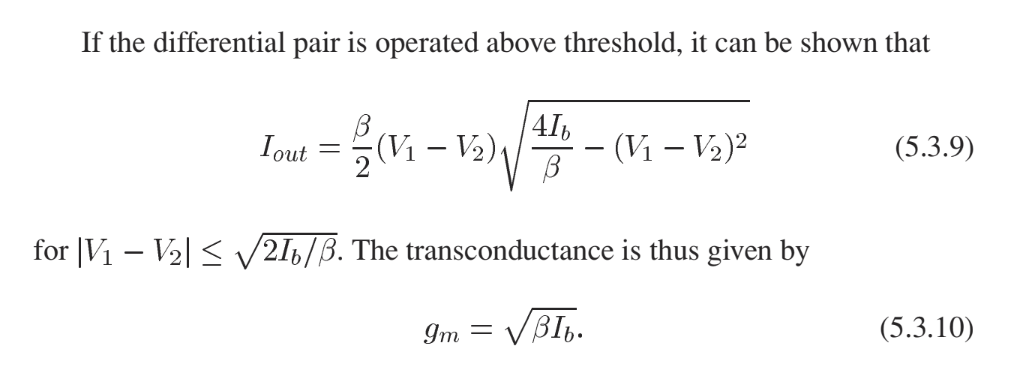 If the differential pair is operated above threshold, it can be shown that
I_{out} = \frac{\beta}{2}(V_1 - V_2)\sqrt{\frac{4I_b}{\beta} - (V_1 - V_2)^2} (5.3.9)
for |V_1 - V_2| ≤ \sqrt{2I_b/\beta}. The transconductance is thus given by
g_m = \sqrt{\beta I_b}. (5.3.10)